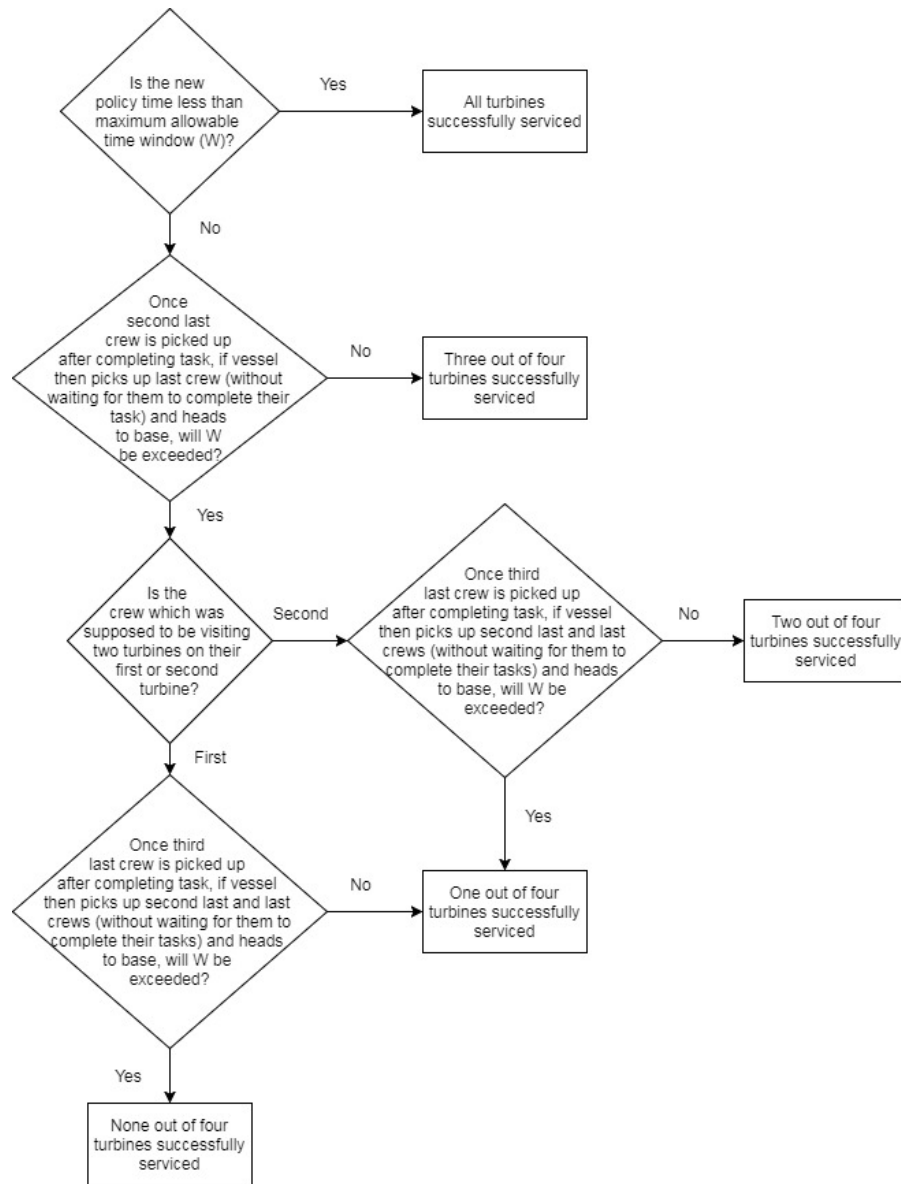 Is the new
policy time less than
maximum allowable
time window (W)?
Yes
All turbines
successfully serviced
No
Once
second last
crew is picked up
after completing task, if vessel
then picks up last crew (without
waiting for them to complete their
task) and heads
to base, will W
be exceeded?
No
Three out of four
turbines successfully
serviced
Yes
Is the
crew which was
supposed to be visiting
two turbines on their
first or second
turbine?
Second
Once third
last crew is picked up
after completing task, if vessel
then picks up second last and last
crews (without waiting for them to
complete their tasks) and heads
to base, will W be
exceeded?
No
Two out of four
turbines successfully
serviced
First
Yes
Once third
last crew is picked up
after completing task, if vessel
then picks up second last and last
crews (without waiting for them to
complete their tasks) and heads
to base, will W be
exceeded?
No
One out of four
turbines successfully
serviced
Yes
None out of four
turbines successfully
serviced